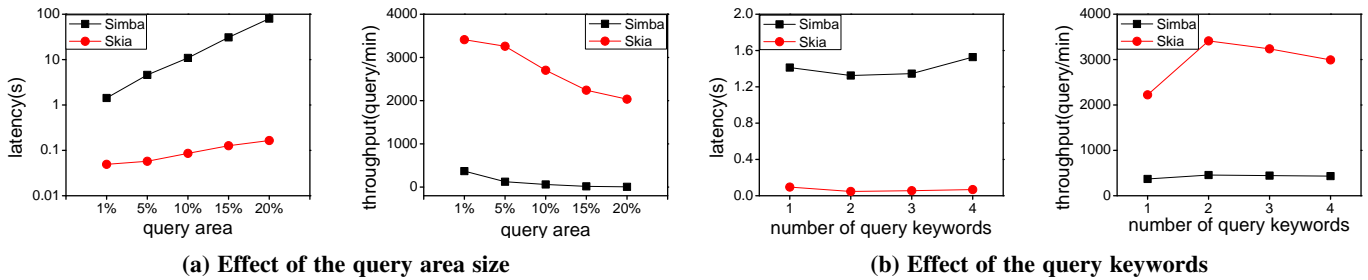 latency(s)
100
10
1
0.1
0.01
Simba
Skia
1% 5% 10% 15% 20%
query area
throughput(query/min)
4000
3000
2000
1000
0
Simba
Skia
1% 5% 10% 15% 20%
query area
(a) Effect of the query area size
latency(s)
2.0
1.6
1.2
0.8
0.4
0.0
Simba
Skia
1 2 3 4
number of query keywords
throughput(query/min)
4000
3000
2000
1000
0
Simba
Skia
1 2 3 4
number of query keywords
(b) Effect of the query keywords